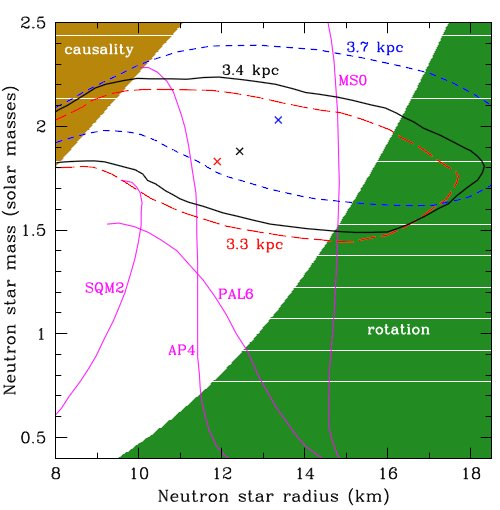 2.5
causality
3.7 kpc
3.4 kpc
MS0
2
Neutron star mass (solar masses)
1.5
3.3 kpc
SQM2
PAL6
1
rotation
AP4
0.5
8 10 12 14 16 18
Neutron star radius (km)